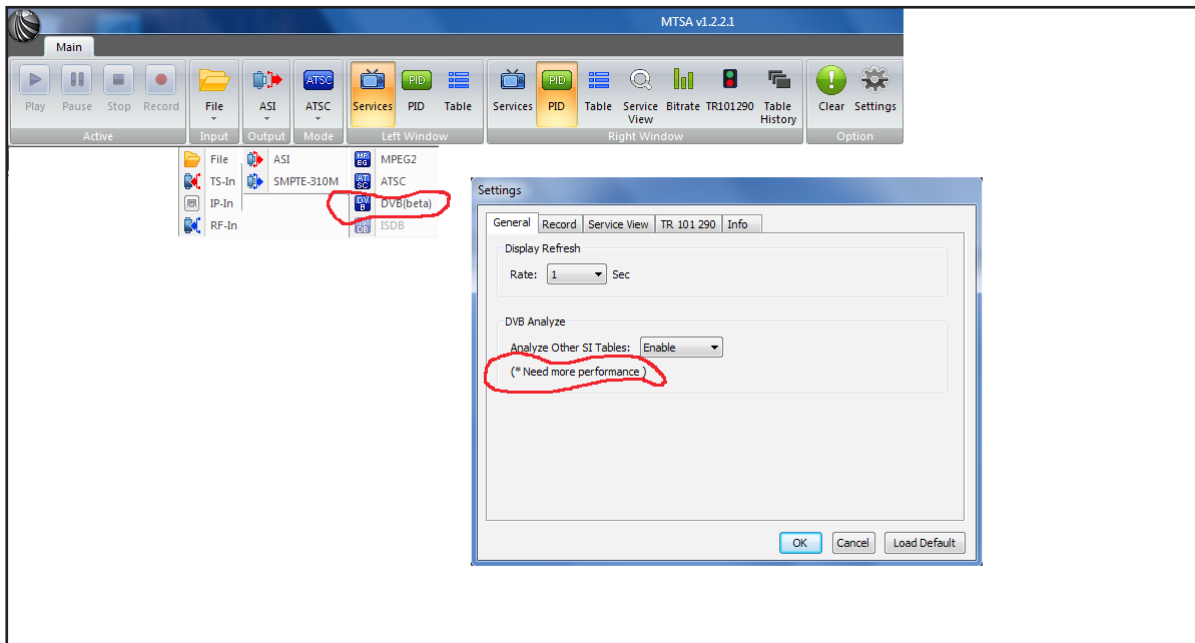 MTSA v1.2.2.1
Main
Play Pause Stop Record File ASI ATSC ATSC Services PID PID Table Services PID PID Table Service View Bitrate TR101290 Table History Clear Settings
Active Input Output Mode Left Window Right Window Option
File ASI MPEG2
TS-In SMPTE-310M ATSC
IP-In DVB(beta)
RF-In ISDB
Settings
General Record Service View TR 101 290 Info
Display Refresh
Rate: 1 Sec
DVB Analyze
Analyze Other SI Tables: Enable
(* Need more performance )
OK Cancel Load Default